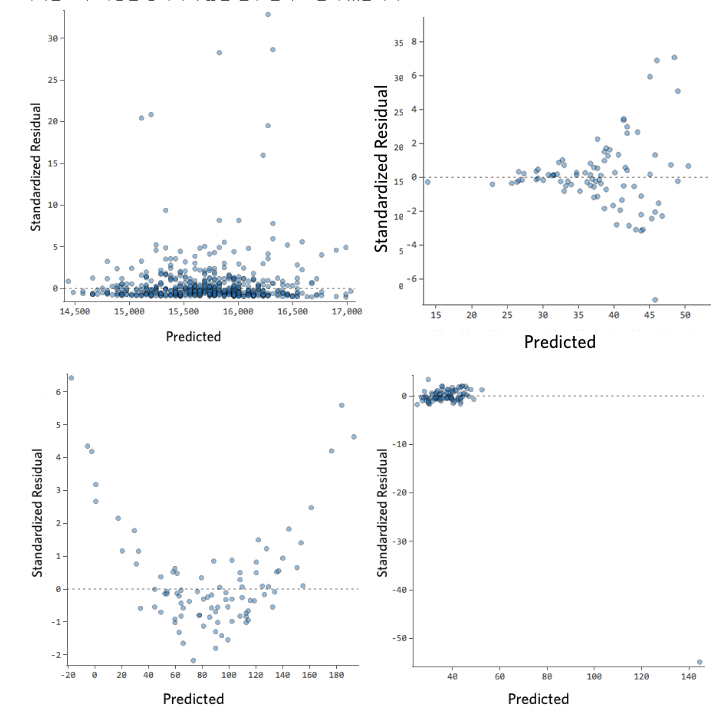 30
25
20
15
10
5
0
Standardized Residual
14,500 15,000 15,500 16,000 16,500 17,000
Predicted
35 8
30 6
25 4
20 2
15 0
10 -2
5 -4
0 -6
Standardized Residual
15 20 25 30 35 40 45 50
Predicted
6
5
4
3
2
1
0
-1
-2
Standardized Residual
-20 0 20 40 60 80 100 120 140 160 180
Predicted
0
-10
-20
-30
-40
-50
Standardized Residual
40 60 80 100 120 140
Predicted